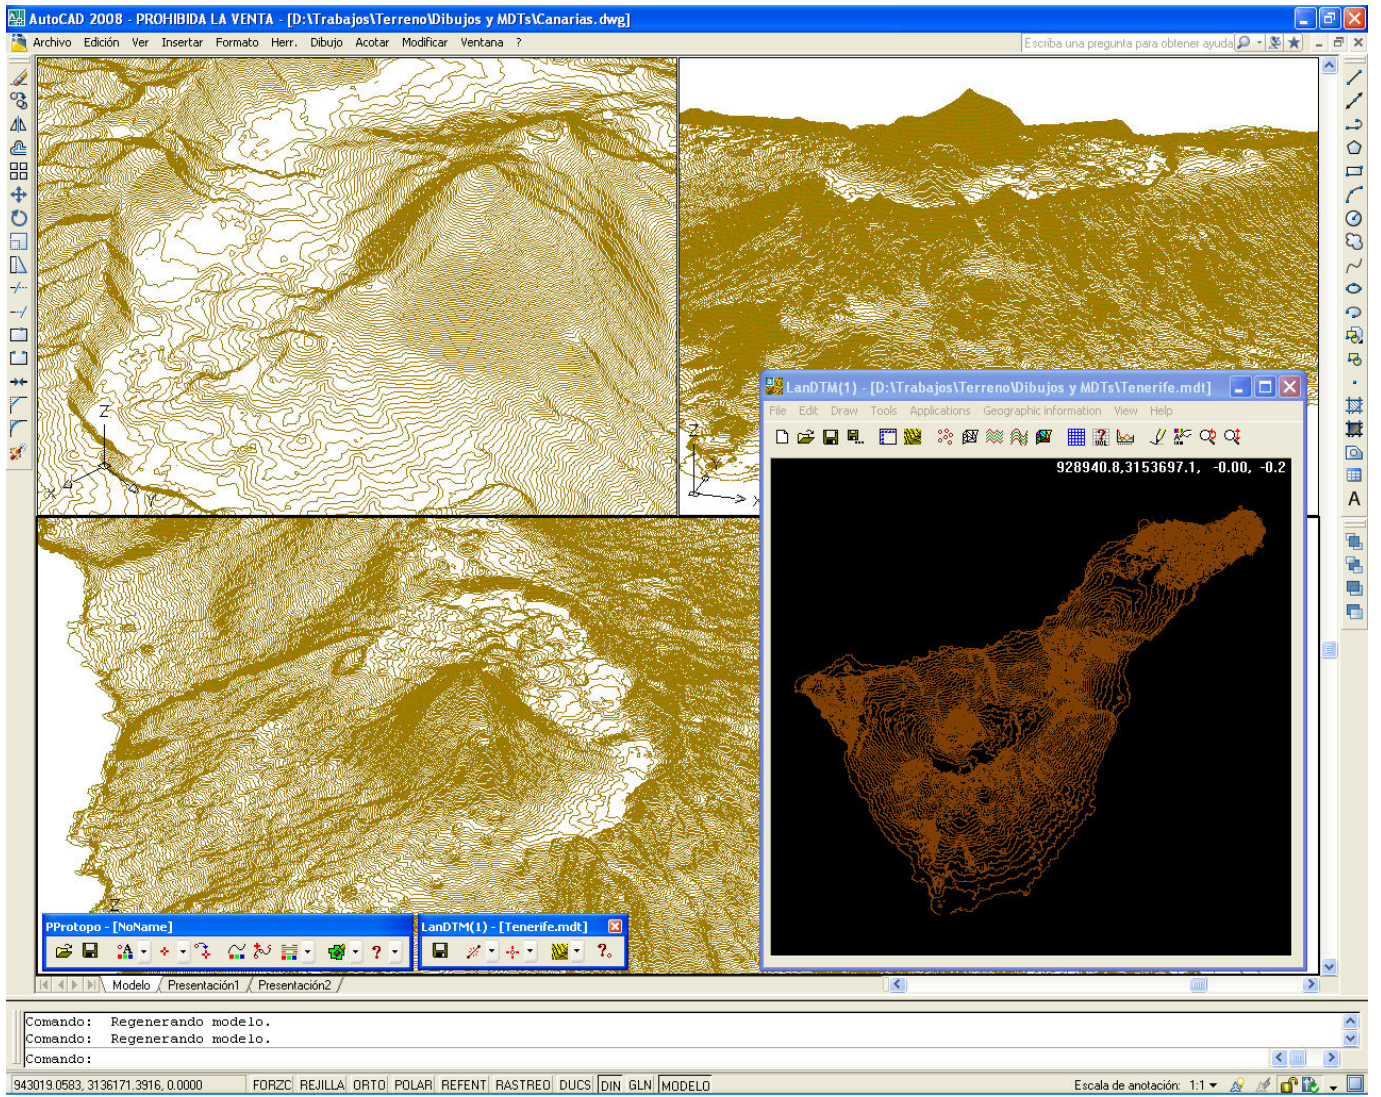 AutoCAD 2008 - PROHIBIDA LA VENTA - [D:\Trabajos\Terreno\Dibujos y MDTs\Canarias.dwg]
Archivo Edición Ver Insertar Formato Herr. Dibujo Acotar Modificar Ventana ?
Escriba una pregunta para obtener ayuda
Z
X
Y
Z
Y
X
LanDTM(1) - [D:\Trabajos\Terreno\Dibujos y MDTs\Tenerife.mdt]
File Edit Draw Tools Applications Geographic information View Help
928940.8,3153697.1, -0.00, -0.2
Z
PProtopo - [NoName]
LanDTM(1) - [Tenerife.mdt]
Modelo Presentación1 Presentación2
Comando: Regenerando modelo.
Comando: Regenerando modelo.
Comando:
943019.0583, 3136171.3916, 0.0000 FORZC REJILLA ORTO POLAR REFENT RASTREO DUCS DIN GLN MODELO Escala de anotación: 1:1